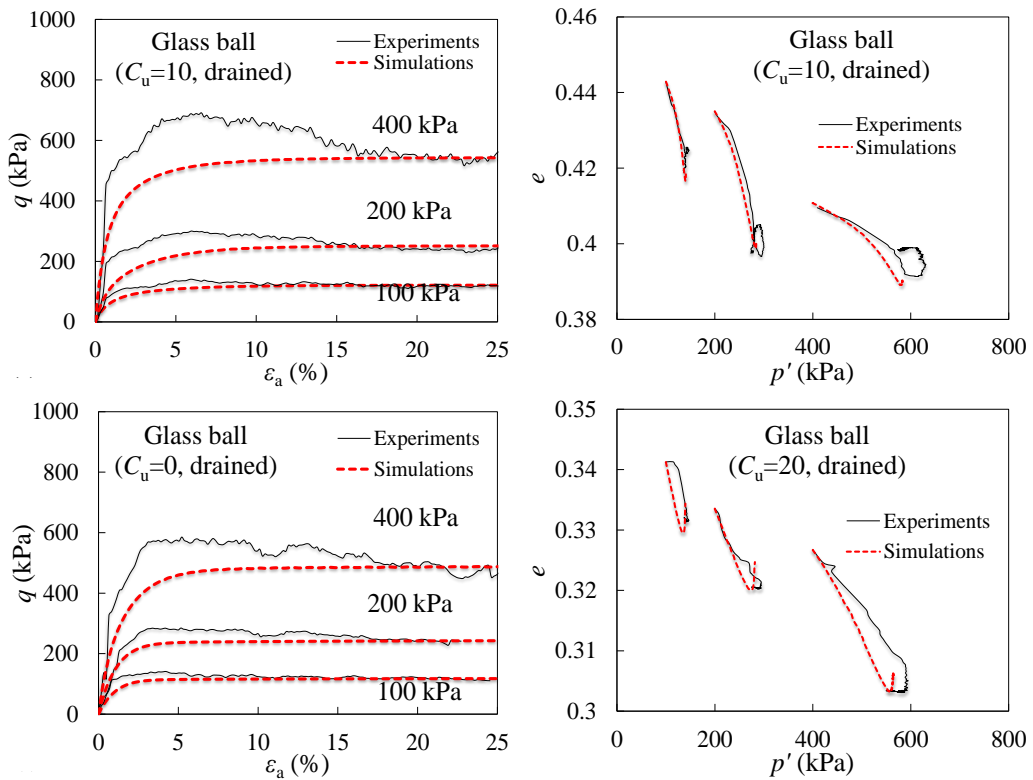 1000
800
600
400
200
0
q (kPa)
Glass ball
(Cu=10, drained)
Experiments
Simulations
400 kPa
200 kPa
100 kPa
0 5 10 15 20 25
εa (%)
0.46
0.44
0.42
0.4
0.38
e
Glass ball
(Cu=10, drained)
Experiments
Simulations
0 200 400 600 800
p′ (kPa)
1000
800
600
400
200
0
q (kPa)
Glass ball
(Cu=0, drained)
Experiments
Simulations
400 kPa
200 kPa
100 kPa
0 5 10 15 20 25
εa (%)
0.35
0.34
0.33
0.32
0.31
0.3
e
Glass ball
(Cu=20, drained)
Experiments
Simulations
0 200 400 600 800
p′ (kPa)